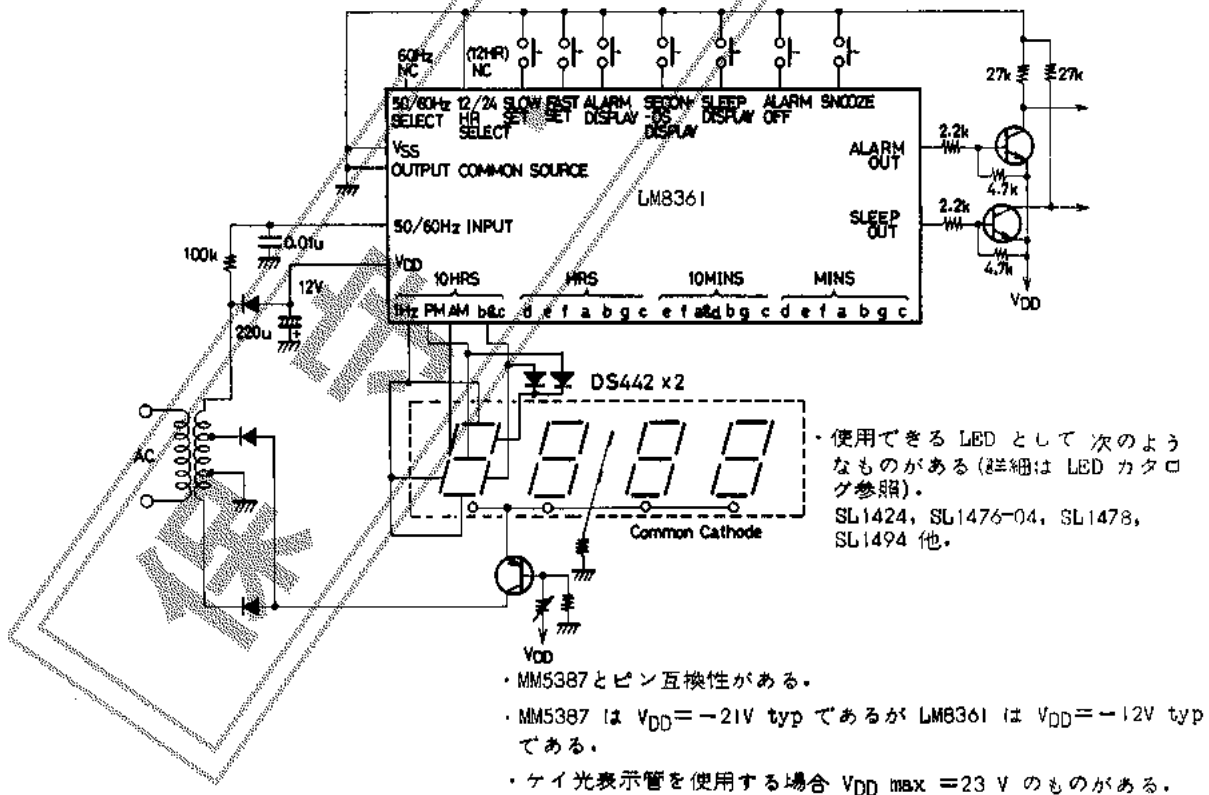 60Hz
NC
(12HR)
NC
27k
27k
50/60Hz
SELECT
12/24
HR
SELECT
SLOW
SET
FAST
SET
ALARM
DISPLAY
SECON-
-DS
DISPLAY
SLEEP
DISPLAY
ALARM
OFF
SNOOZE
VSS
OUTPUT COMMON SOURCE
LM8361
ALARM
OUT
2.2k
4.7k
SLEEP
OUT
2.2k
4.7k
VDD
50/60Hz INPUT
100k
0.01u
VDD
12V
220u
+
10HRS
HRS
10MINS
MINS
1Hz PM AM b&c
d e f a b g c
e f a&d b g c
d e f a b g c
DS442 ×2
AC
Common Cathode
VDD
・使用できる LED として 次のよう
なものがある(詳細は LED カタロ
グ参照).
SL1424, SL1476-04, SL1478,
SL1494 他.
・MM5387とピン互換性がある.
・MM5387 は VDD=−21V typ であるが LM8361 は VDD=−12V typ
である.
・ケイ光表示管を使用する場合 VDD max =23 V のものがある.